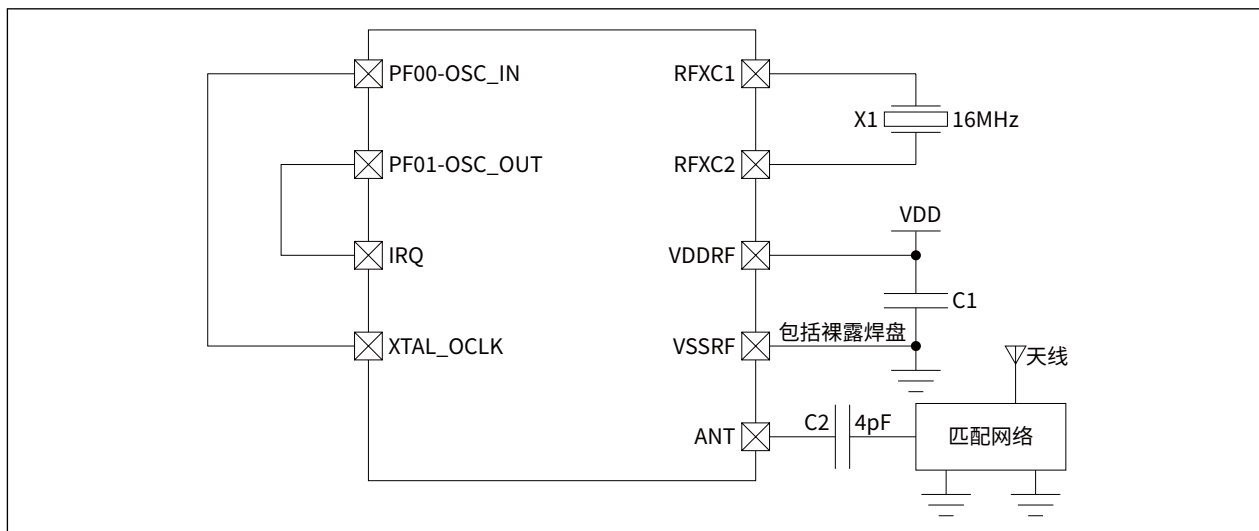 PF00-OSC_IN
RFXC1
X1
16MHz
PF01-OSC_OUT
RFXC2
VDD
IRQ
VDDRF
C1
包括裸露焊盘
XTAL_OCLK
VSSRF
天线
C2
4pF
ANT
匹配网络